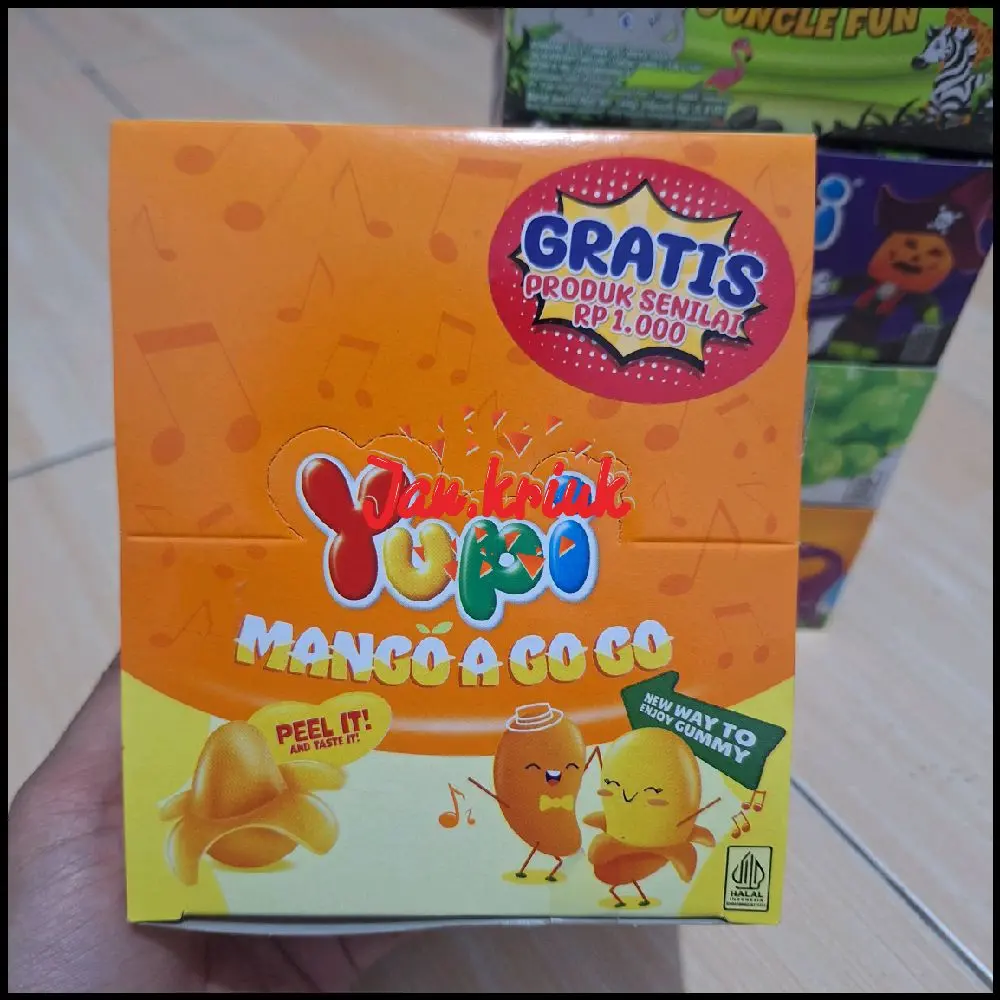 JUNGLE FUN
GRATIS
PRODUK SENILAI
RP 1.000
Jan.kriuk
Yupi
MANGO A GO GO
PEEL IT!
AND TASTE IT!
NEW WAY TO
ENJOY GUMMY
HALAL
INDONESIA